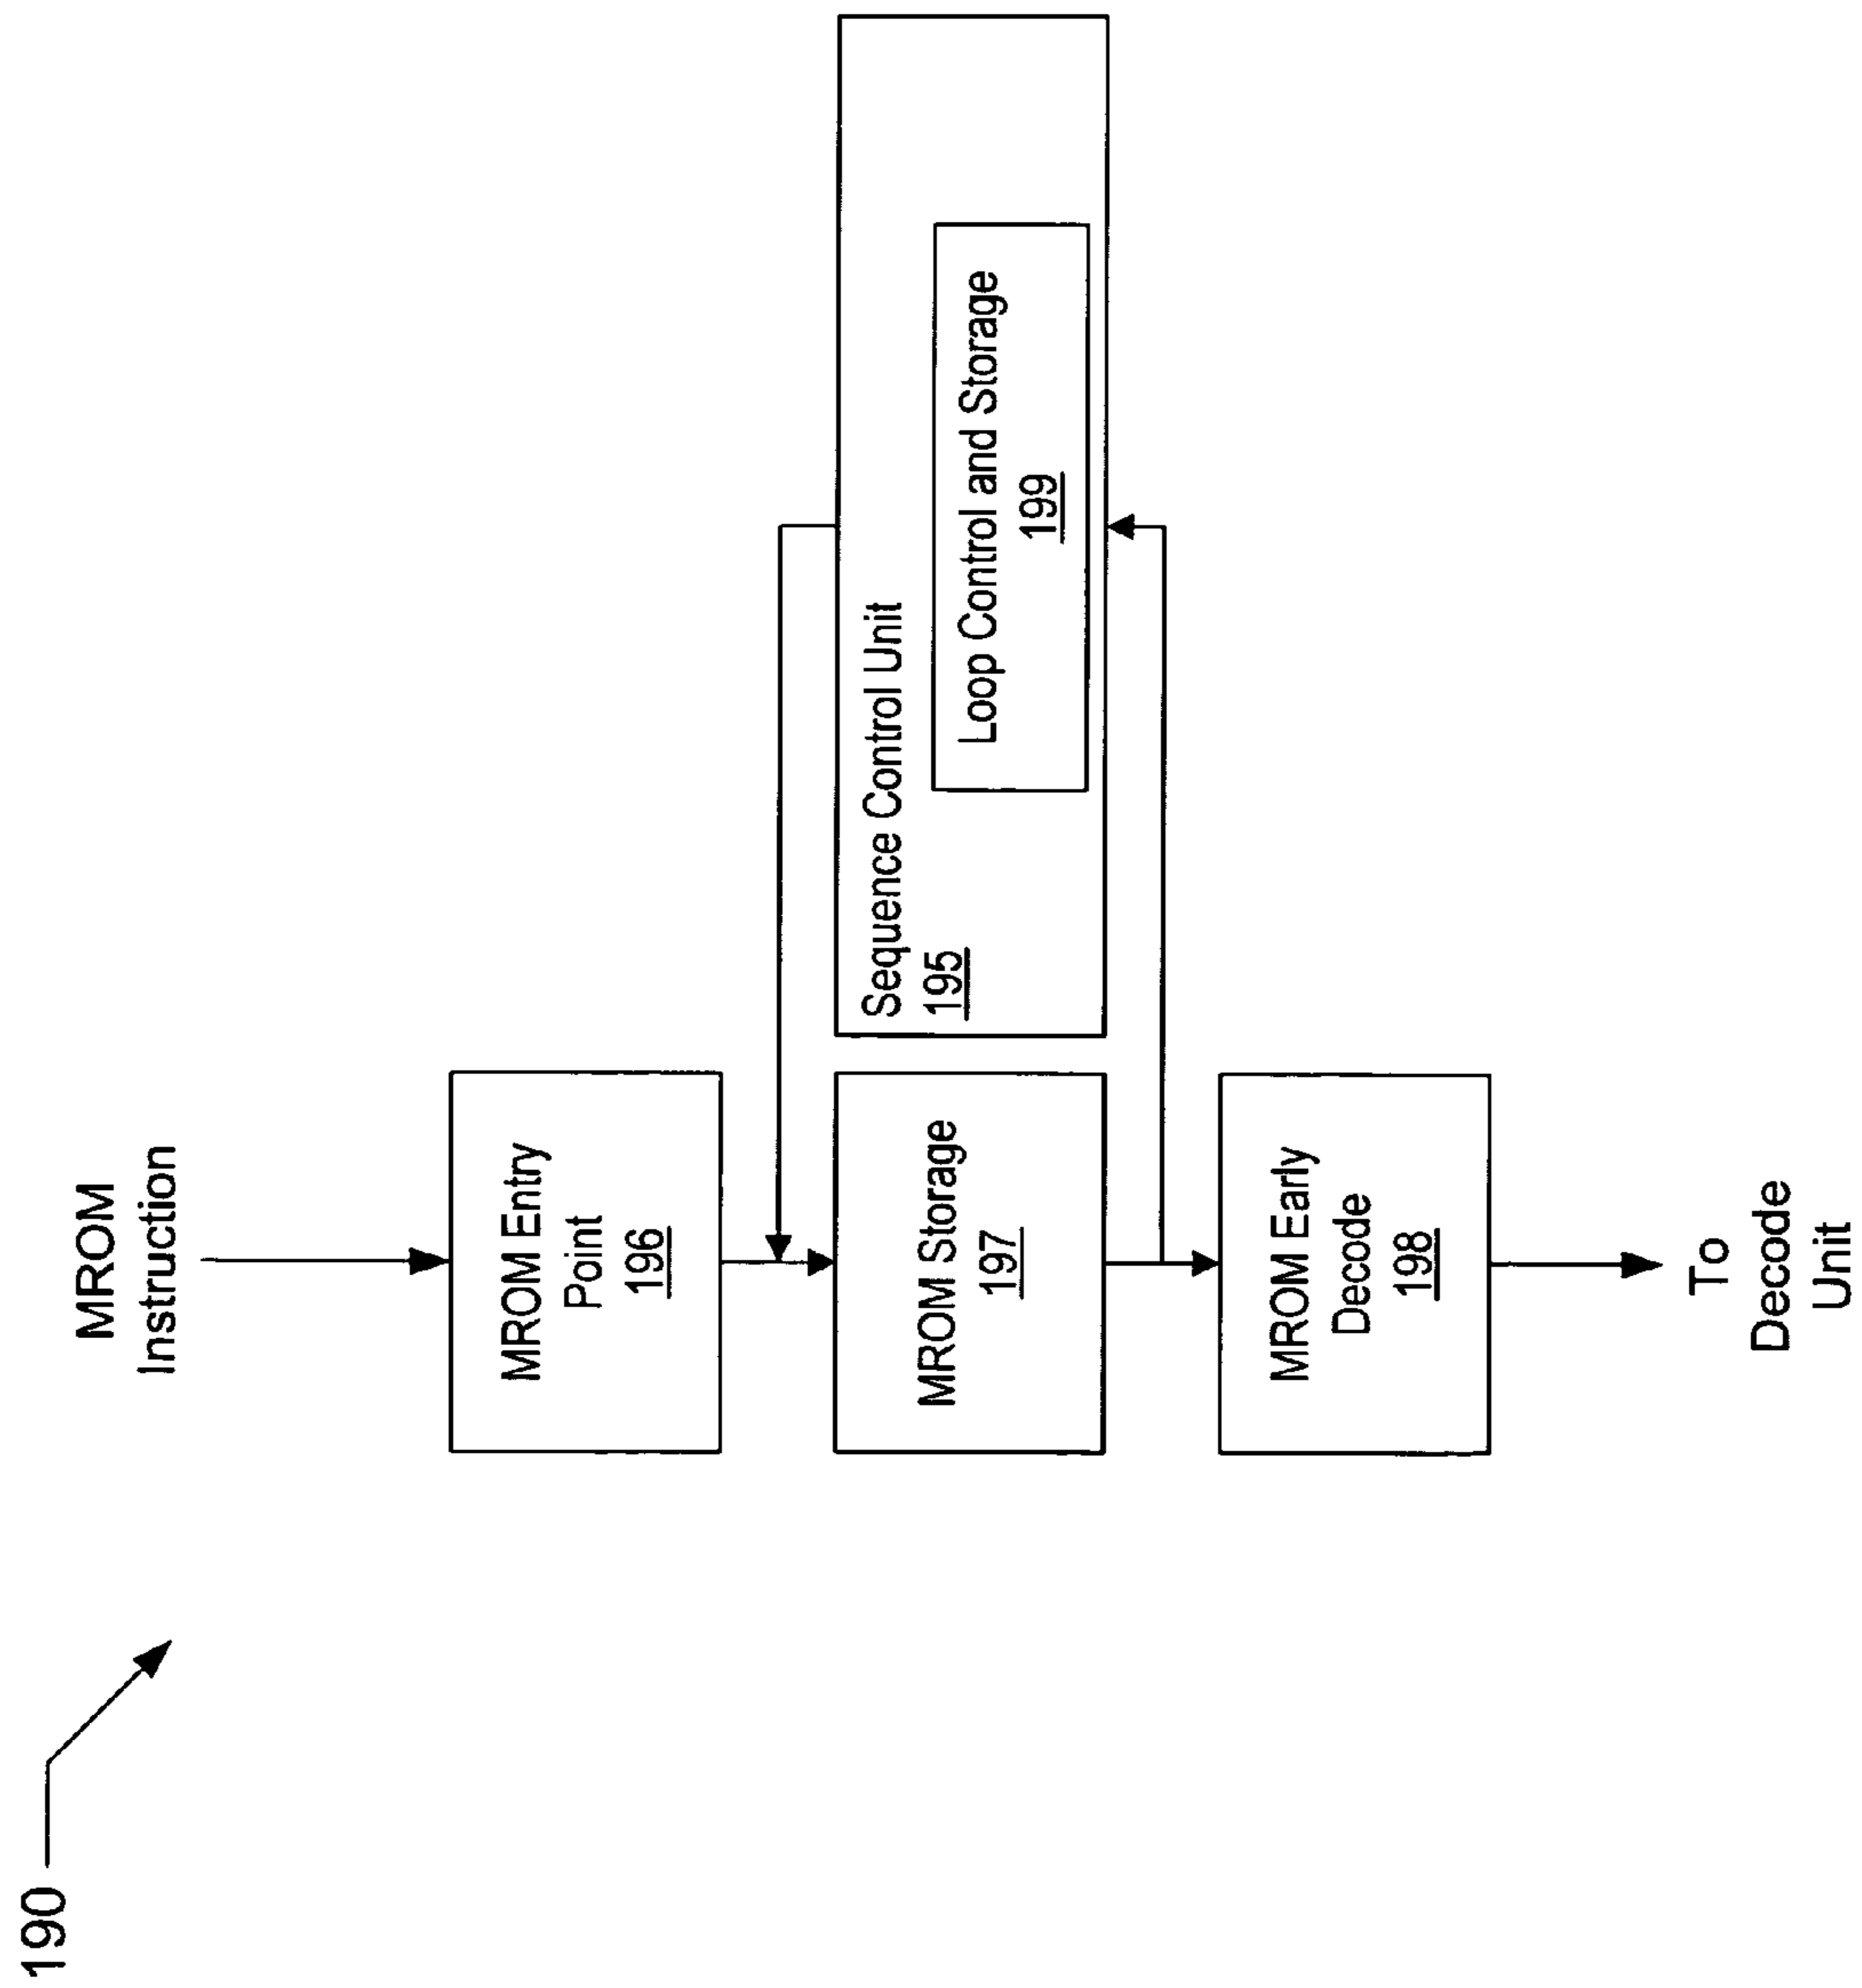 190
MROM
Instruction
MROM Entry
Point
196
Sequence Control Unit
195
Loop Control and Storage
199
MROM Storage
197
MROM Early
Decode
198
To
Decode
Unit